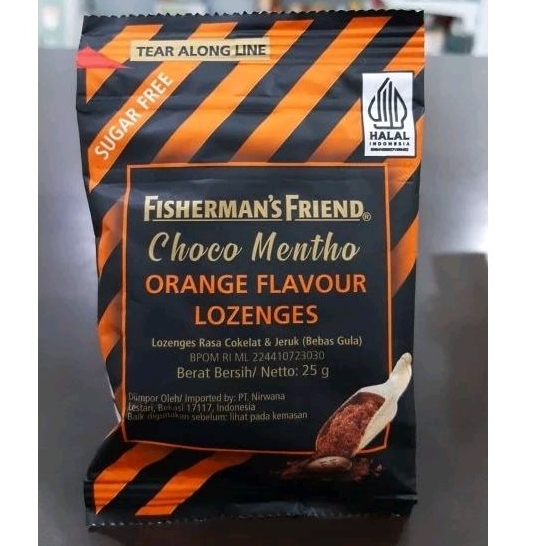 TEAR ALONG LINE
SUGAR FREE
HALAL
INDONESIA
FISHERMAN'S FRIEND®
Choco Mentho
ORANGE FLAVOUR
LOZENGES
Lozenges Rasa Cokelat & Jeruk (Bebas Gula)
BPOM RI ML 224410723030
Berat Bersih/ Netto: 25 g
Diimpor Oleh/ Imported by: PT. Nirwana
Lestari, Bekasi 17117, Indonesia
Baik digunakan sebelum: lihat pada kemasan